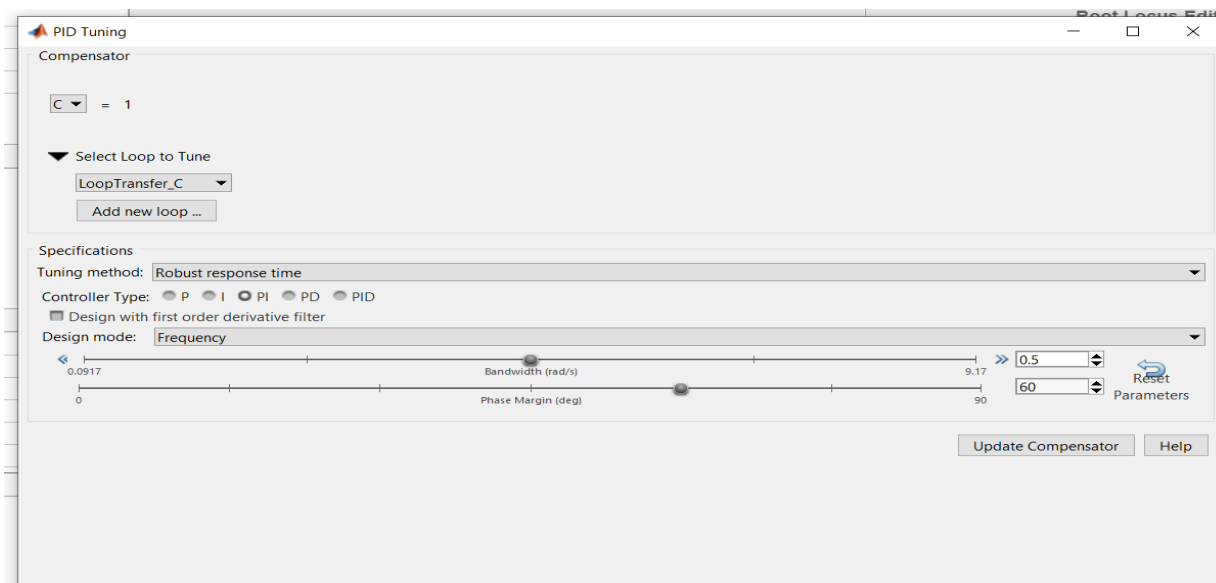 Root Locus Edit
PID Tuning
Compensator
C = 1
Select Loop to Tune
LoopTransfer_C
Add new loop ...
Specifications
Tuning method: Robust response time
Controller Type: P I PI PD PID
Design with first order derivative filter
Design mode: Frequency
0.0917 Bandwidth (rad/s) 9.17 0.5
0 Phase Margin (deg) 90 60
Reset
Parameters
Update Compensator Help